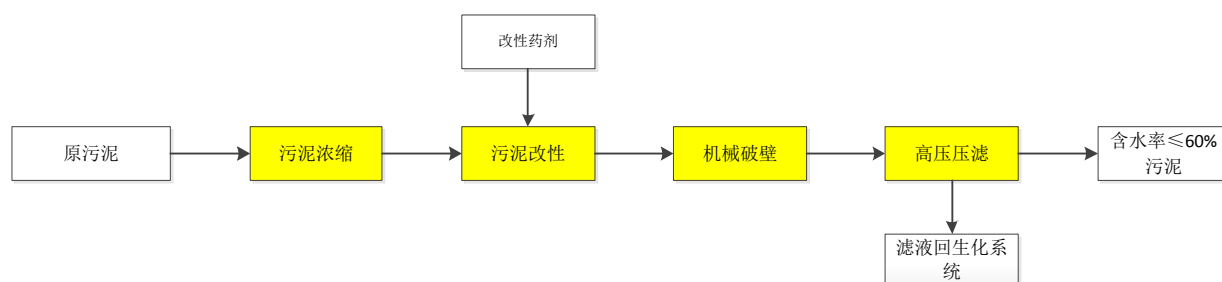 改性药剂
原污泥
污泥浓缩
污泥改性
机械破壁
高压压滤
含水率≤60%
污泥
滤液回生化系
统